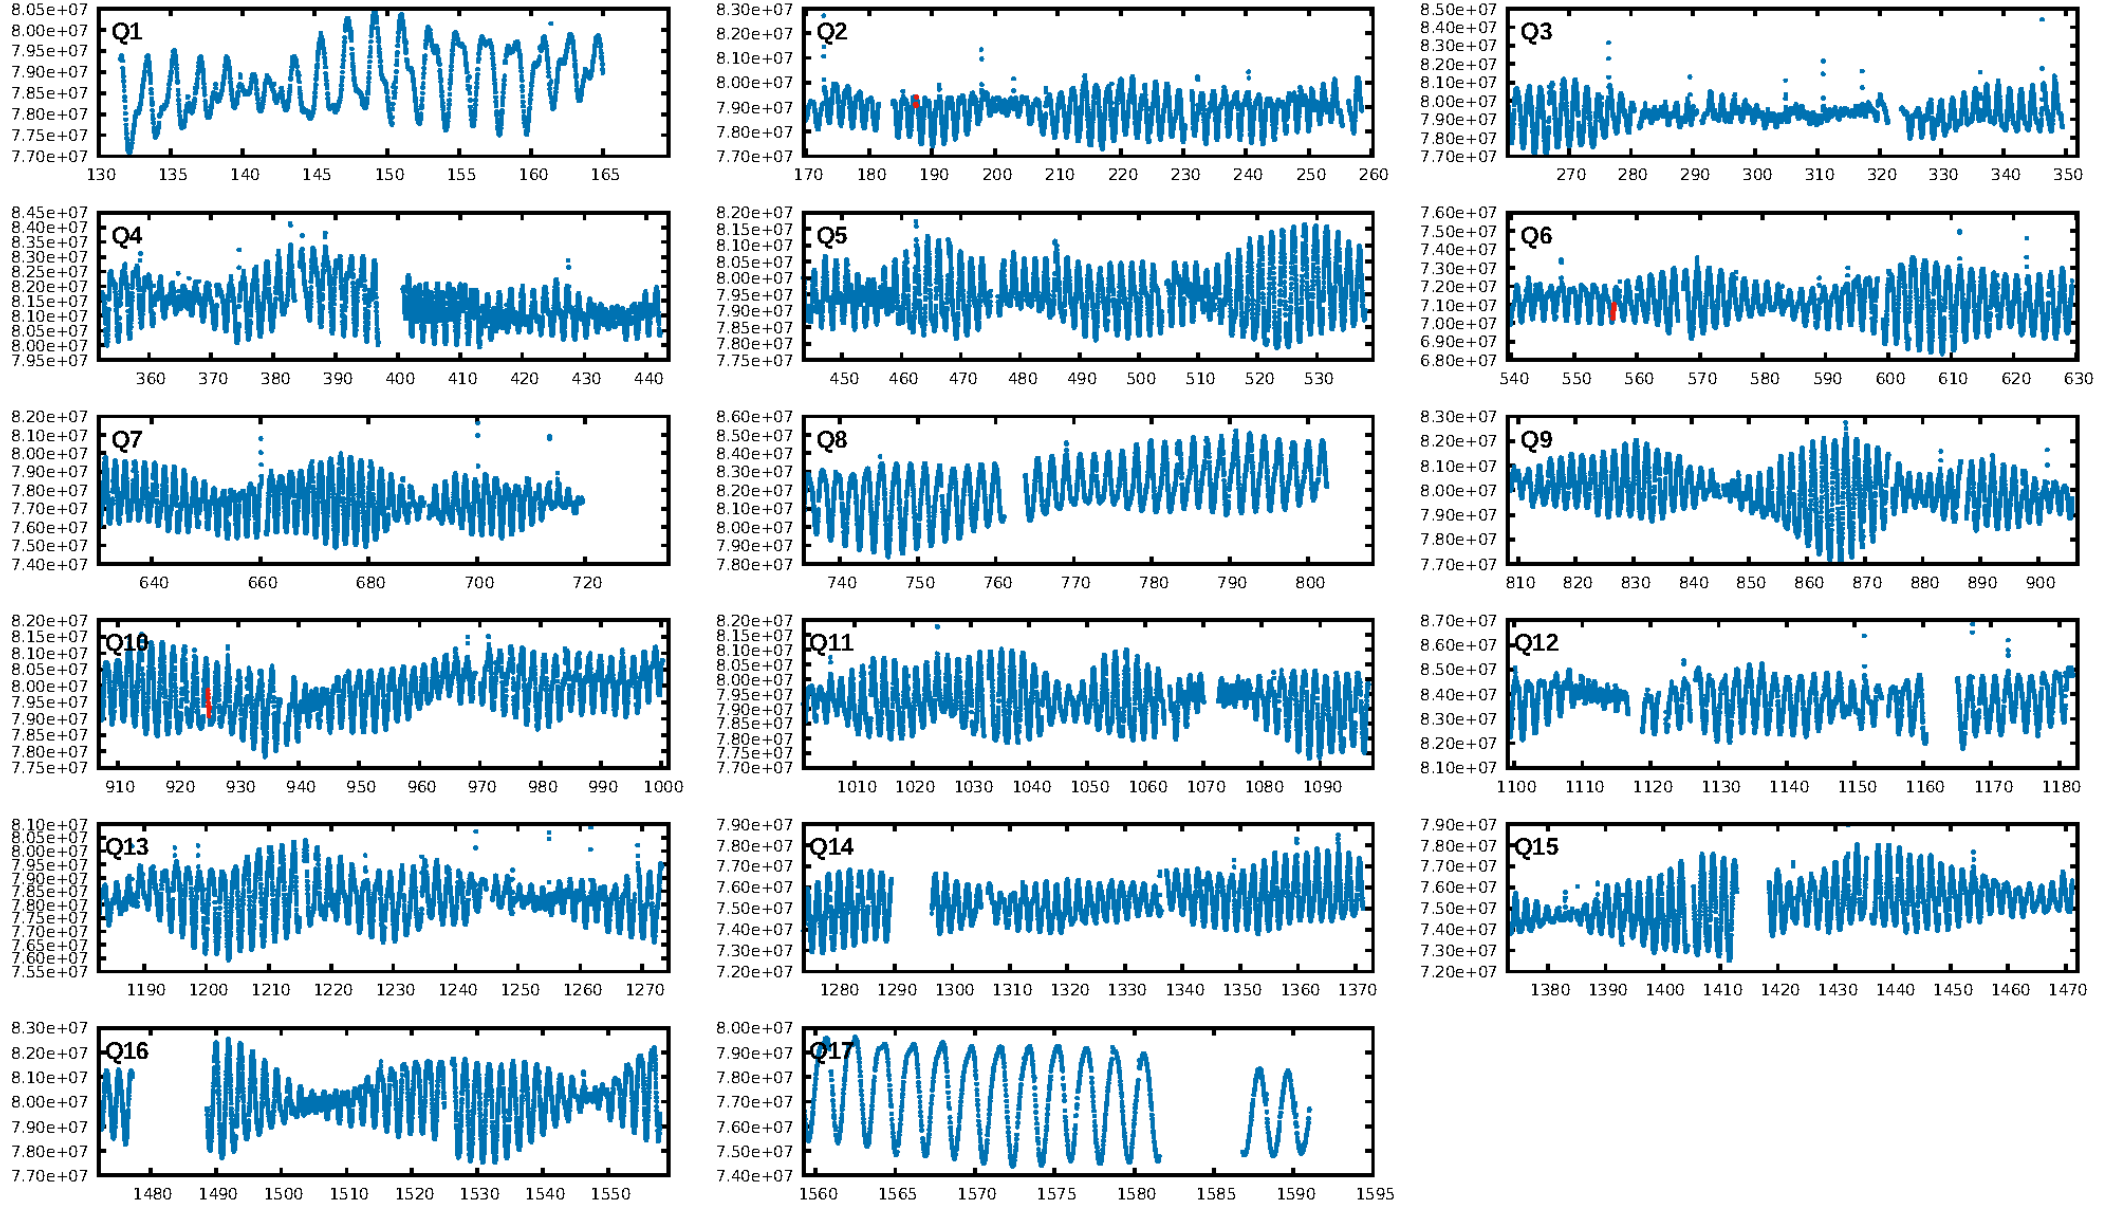 8.05e+07 8.00e+07 7.95e+07 7.90e+07 7.85e+07 7.80e+07 7.75e+07 7.70e+07
Q1
130 135 140 145 150 155 160 165
8.30e+07 8.20e+07 8.10e+07 8.00e+07 7.90e+07 7.80e+07 7.70e+07
Q2
170 180 190 200 210 220 230 240 250 260
8.50e+07 8.40e+07 8.30e+07 8.20e+07 8.10e+07 8.00e+07 7.90e+07 7.80e+07 7.70e+07
Q3
270 280 290 300 310 320 330 340 350
8.45e+07 8.40e+07 8.35e+07 8.30e+07 8.25e+07 8.20e+07 8.15e+07 8.10e+07 8.05e+07 8.00e+07 7.95e+07
Q4
360 370 380 390 400 410 420 430 440
8.20e+07 8.15e+07 8.10e+07 8.05e+07 8.00e+07 7.95e+07 7.90e+07 7.85e+07 7.80e+07 7.75e+07
Q5
450 460 470 480 490 500 510 520 530
7.60e+07 7.50e+07 7.40e+07 7.30e+07 7.20e+07 7.10e+07 7.00e+07 6.90e+07 6.80e+07
Q6
540 550 560 570 580 590 600 610 620 630
8.20e+07 8.10e+07 8.00e+07 7.90e+07 7.80e+07 7.70e+07 7.60e+07 7.50e+07 7.40e+07
Q7
640 660 680 700 720
8.60e+07 8.50e+07 8.40e+07 8.30e+07 8.20e+07 8.10e+07 8.00e+07 7.90e+07 7.80e+07
Q8
740 750 760 770 780 790 800
8.30e+07 8.20e+07 8.10e+07 8.00e+07 7.90e+07 7.80e+07 7.70e+07
Q9
810 820 830 840 850 860 870 880 890 900
8.20e+07 8.15e+07 8.10e+07 8.05e+07 8.00e+07 7.95e+07 7.90e+07 7.85e+07 7.80e+07 7.75e+07
Q10
910 920 930 940 950 960 970 980 990 1000
8.20e+07 8.15e+07 8.10e+07 8.05e+07 8.00e+07 7.95e+07 7.90e+07 7.85e+07 7.80e+07 7.75e+07 7.70e+07
Q11
1010 1020 1030 1040 1050 1060 1070 1080 1090
8.70e+07 8.60e+07 8.50e+07 8.40e+07 8.30e+07 8.20e+07 8.10e+07
Q12
1100 1110 1120 1130 1140 1150 1160 1170 1180
8.10e+07 8.05e+07 8.00e+07 7.95e+07 7.90e+07 7.85e+07 7.80e+07 7.75e+07 7.70e+07 7.65e+07 7.60e+07 7.55e+07
Q13
1190 1200 1210 1220 1230 1240 1250 1260 1270
7.90e+07 7.80e+07 7.70e+07 7.60e+07 7.50e+07 7.40e+07 7.30e+07 7.20e+07
Q14
1280 1290 1300 1310 1320 1330 1340 1350 1360 1370
7.90e+07 7.80e+07 7.70e+07 7.60e+07 7.50e+07 7.40e+07 7.30e+07 7.20e+07
Q15
1380 1390 1400 1410 1420 1430 1440 1450 1460 1470
8.30e+07 8.20e+07 8.10e+07 8.00e+07 7.90e+07 7.80e+07 7.70e+07
Q16
1480 1490 1500 1510 1520 1530 1540 1550
8.00e+07 7.90e+07 7.80e+07 7.70e+07 7.60e+07 7.50e+07 7.40e+07
Q17
1560 1565 1570 1575 1580 1585 1590 1595